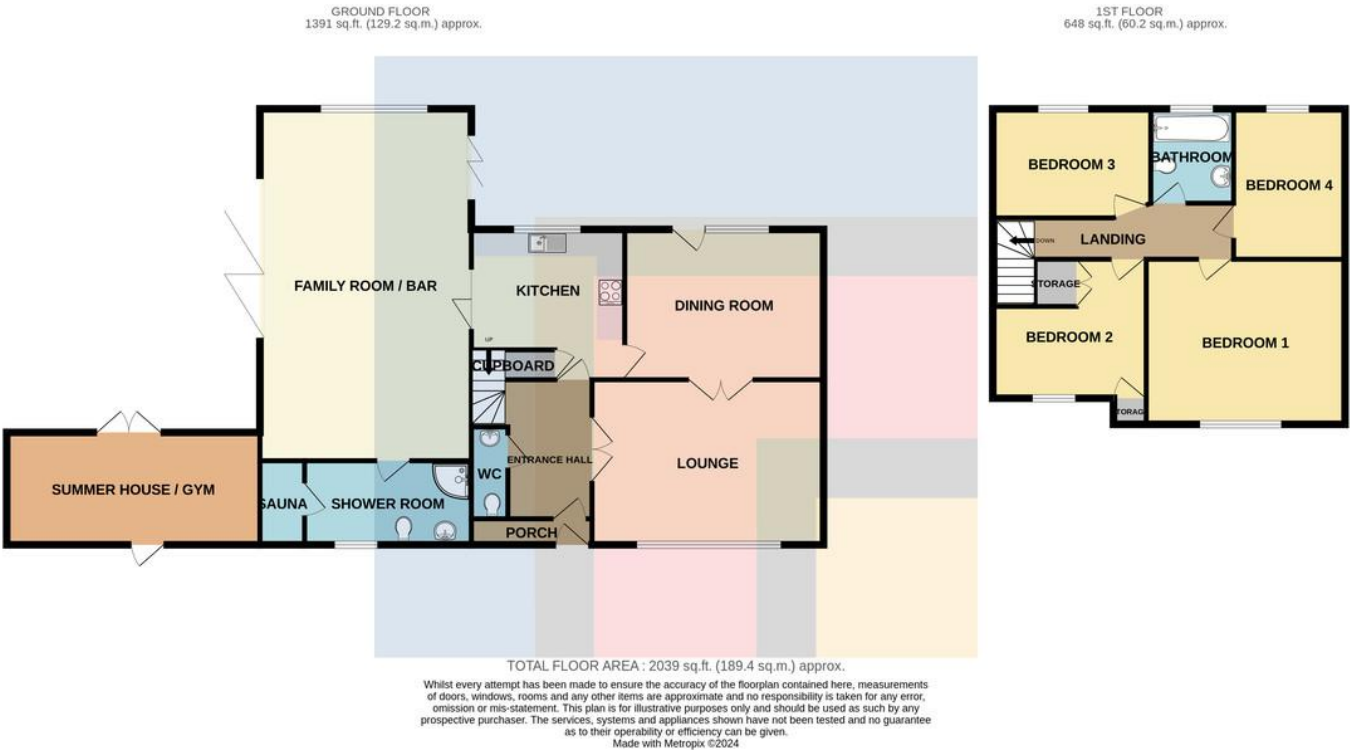 GROUND FLOOR
1391 sq.ft. (129.2 sq.m.) approx.
1ST FLOOR
648 sq.ft. (60.2 sq.m.) approx.
FAMILY ROOM / BAR
KITCHEN
DINING ROOM
UP
CUPBOARD
LOUNGE
ENTRANCE HALL
WC
SUMMER HOUSE / GYM
SAUNA
SHOWER ROOM
PORCH
BEDROOM 3
BATHROOM
BEDROOM 4
DOWN
LANDING
STORAGE
BEDROOM 2
BEDROOM 1
TORAG
TOTAL FLOOR AREA : 2039 sq.ft. (189.4 sq.m.) approx.
Whilst every attempt has been made to ensure the accuracy of the floorplan contained here, measurements
of doors, windows, rooms and any other items are approximate and no responsibility is taken for any error,
omission or mis-statement. This plan is for illustrative purposes only and should be used as such by any
prospective purchaser. The services, systems and appliances shown have not been tested and no guarantee
as to their operability or efficiency can be given.
Made with Metropix ©2024